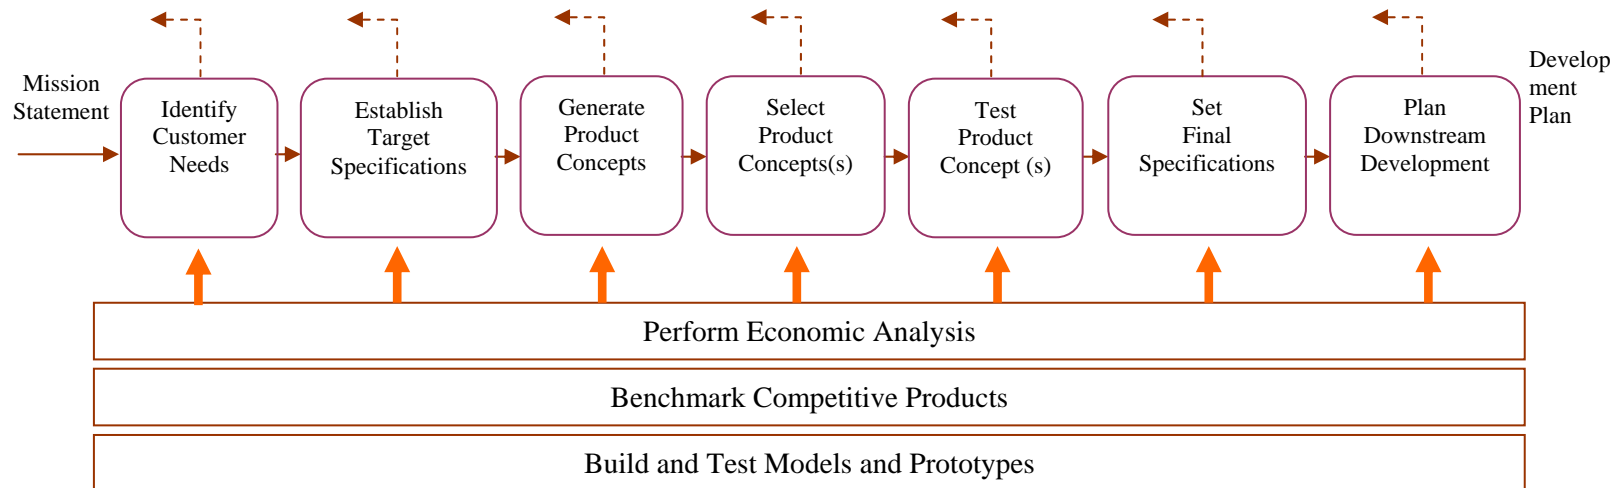 Mission
Statement
Identify
Customer
Needs
Establish
Target
Specifications
Generate
Product
Concepts
Select
Product
Concepts(s)
Test
Product
Concept (s)
Set
Final
Specifications
Plan
Downstream
Development
Develop
ment
Plan
Perform Economic Analysis
Benchmark Competitive Products
Build and Test Models and Prototypes